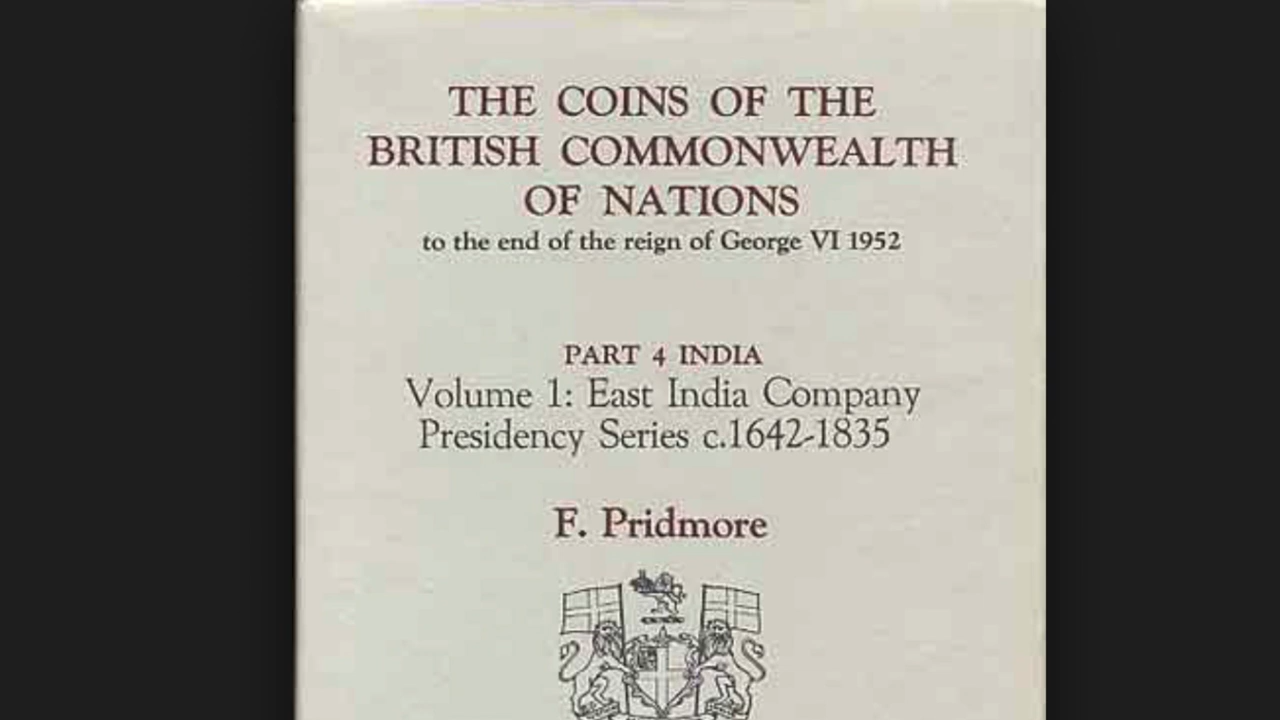 THE COINS OF THE
BRITISH COMMONWEALTH
OF NATIONS
to the end of the reign of George VI 1952
PART 4 INDIA
Volume 1: East India Company
Presidency Series c.1642-1835
F. Pridmore